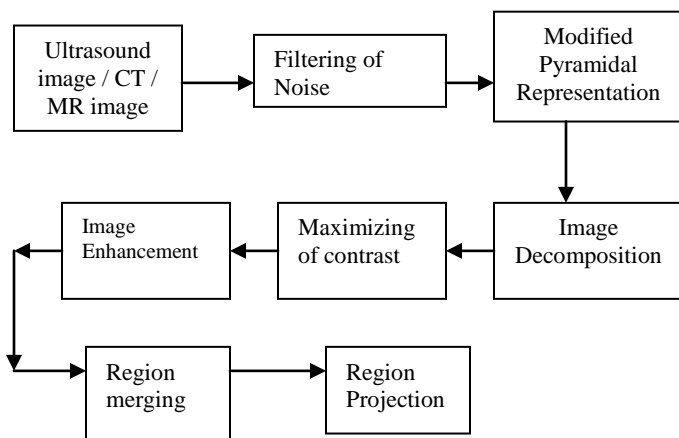 Ultrasound
image / CT /
MR image
Filtering of
Noise
Modified
Pyramidal
Representation
Image
Decomposition
Maximizing
of contrast
Image
Enhancement
Region
merging
Region
Projection